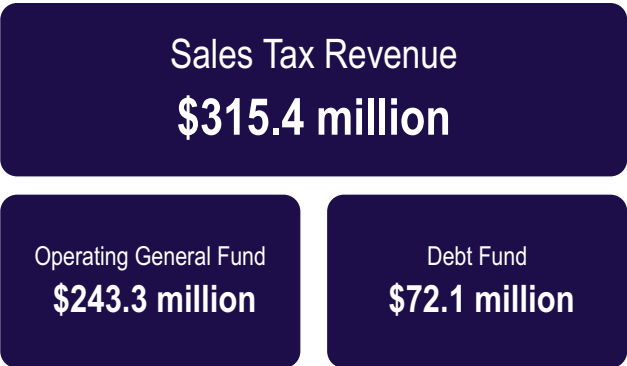 Sales Tax Revenue
$315.4 million
Operating General Fund
$243.3 million
Debt Fund
$72.1 million